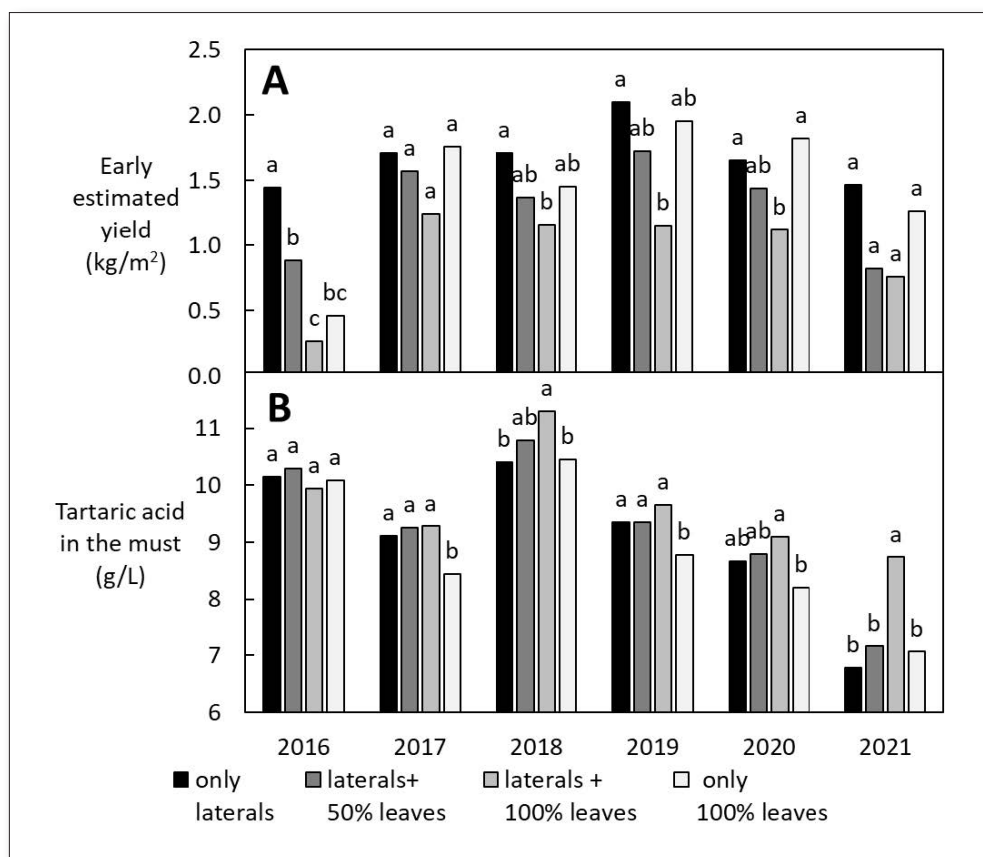 A
2.5
2.0
1.5
1.0
0.5
0.0
Early
estimated
yield
(kg/m²)
a b c bc
a a a a
a ab b ab
a ab b ab
a ab b a
a a a a
B
11
10
9
8
7
6
Tartaric acid
in the must
(g/L)
a a a a
a a a b
b ab a b
a a a b
ab ab a b
b b a b
2016 2017 2018 2019 2020 2021
only laterals+ laterals + only
laterals 50% leaves 100% leaves 100% leaves